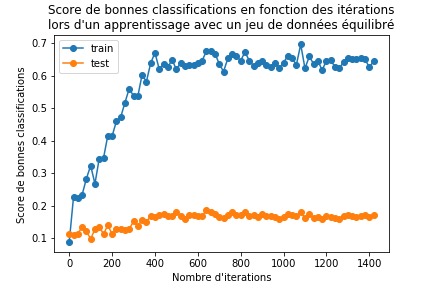 Score de bonnes classifications en fonction des itérations
lors d'un apprentissage avec un jeu de données équilibré
train
test
Score de bonnes classifications
0.7
0.6
0.5
0.4
0.3
0.2
0.1
0 200 400 600 800 1000 1200 1400
Nombre d'iterations